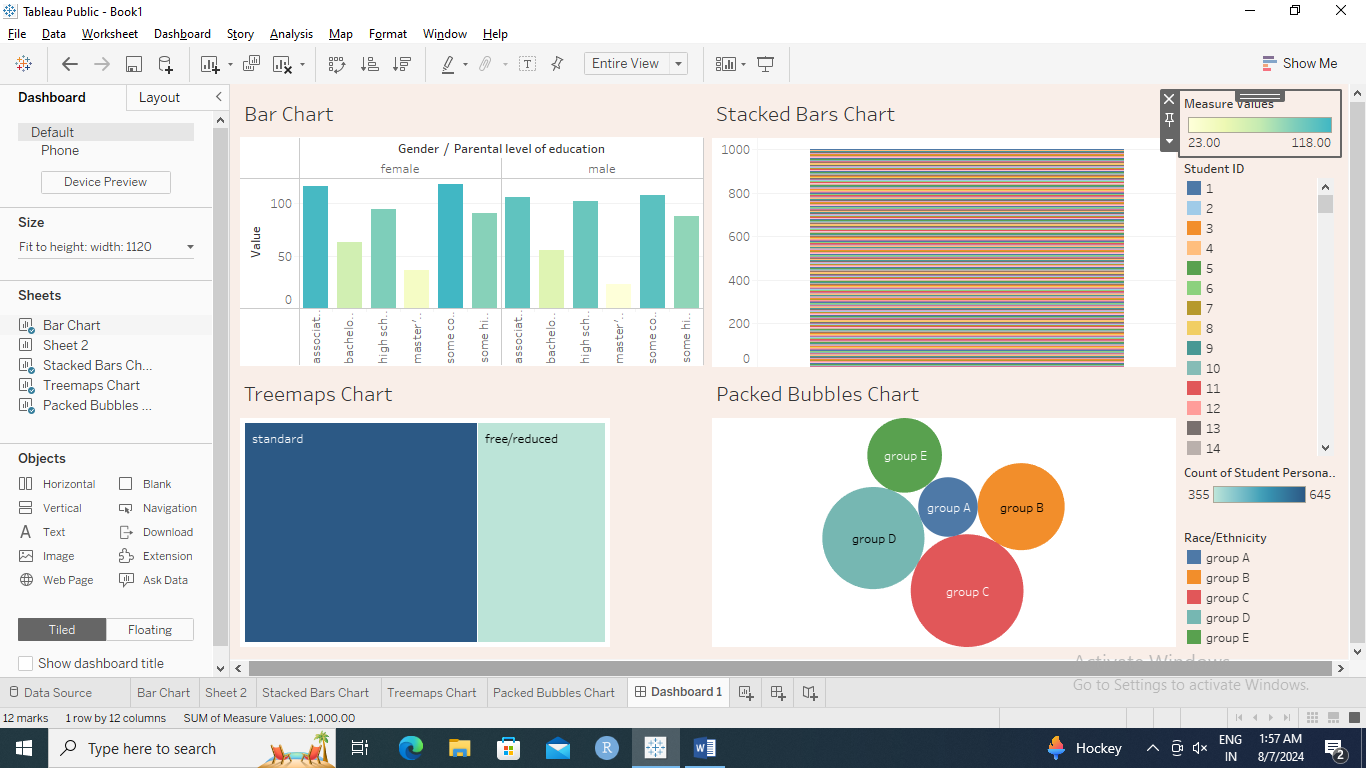 Tableau Public - Book1
File Data Worksheet Dashboard Story Analysis Map Format Window Help
Entire View
Show Me
Dashboard Layout
Default
Phone
Device Preview
Size
Fit to height: width: 1120
Sheets
Bar Chart
Sheet 2
Stacked Bars Ch...
Treemaps Chart
Packed Bubbles ...
Objects
Horizontal Blank
Vertical Navigation
A Text Download
Image Extension
Web Page Ask Data
Tiled Floating
Show dashboard title
Bar Chart
Gender / Parental level of education
female male
Value
100
50
0
associat..
bachelo..
high sch..
master'..
some co..
some hi..
associat..
bachelo..
high sch..
master'..
some co..
some hi..
Stacked Bars Chart
1000
800
600
400
200
0
Treemaps Chart
standard
free/reduced
Packed Bubbles Chart
group E
group A
group B
group D
group C
Measure Values
23.00 118.00
Student ID
1
2
3
4
5
6
7
8
9
10
11
12
13
14
Count of Student Persona..
355 645
Race/Ethnicity
group A
group B
group C
group D
group E
Activate Windows
Go to Settings to activate Windows.
Data Source Bar Chart Sheet 2 Stacked Bars Chart Treemaps Chart Packed Bubbles Chart Dashboard 1
12 marks 1 row by 12 columns SUM of Measure Values: 1,000.00
Type here to search
R
W
Hockey
ENG
IN
1:57 AM
8/7/2024
2